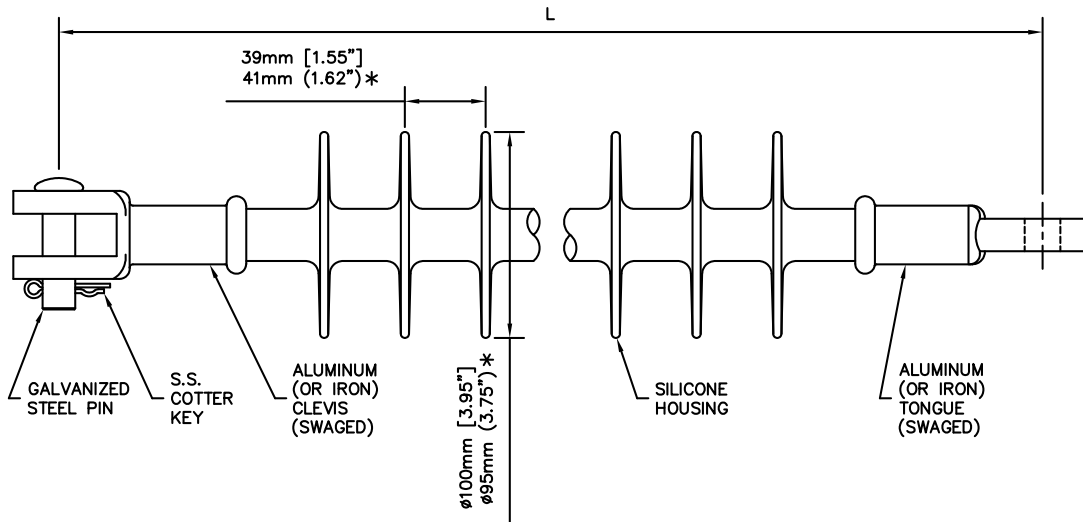 L
39mm [1.55"]
41mm (1.62")*
ø100mm [3.95"]
ø95mm (3.75")*
GALVANIZED
STEEL PIN
S.S.
COTTER
KEY
ALUMINUM
(OR IRON)
CLEVIS
(SWAGED)
SILICONE
HOUSING
ALUMINUM
(OR IRON)
TONGUE
(SWAGED)